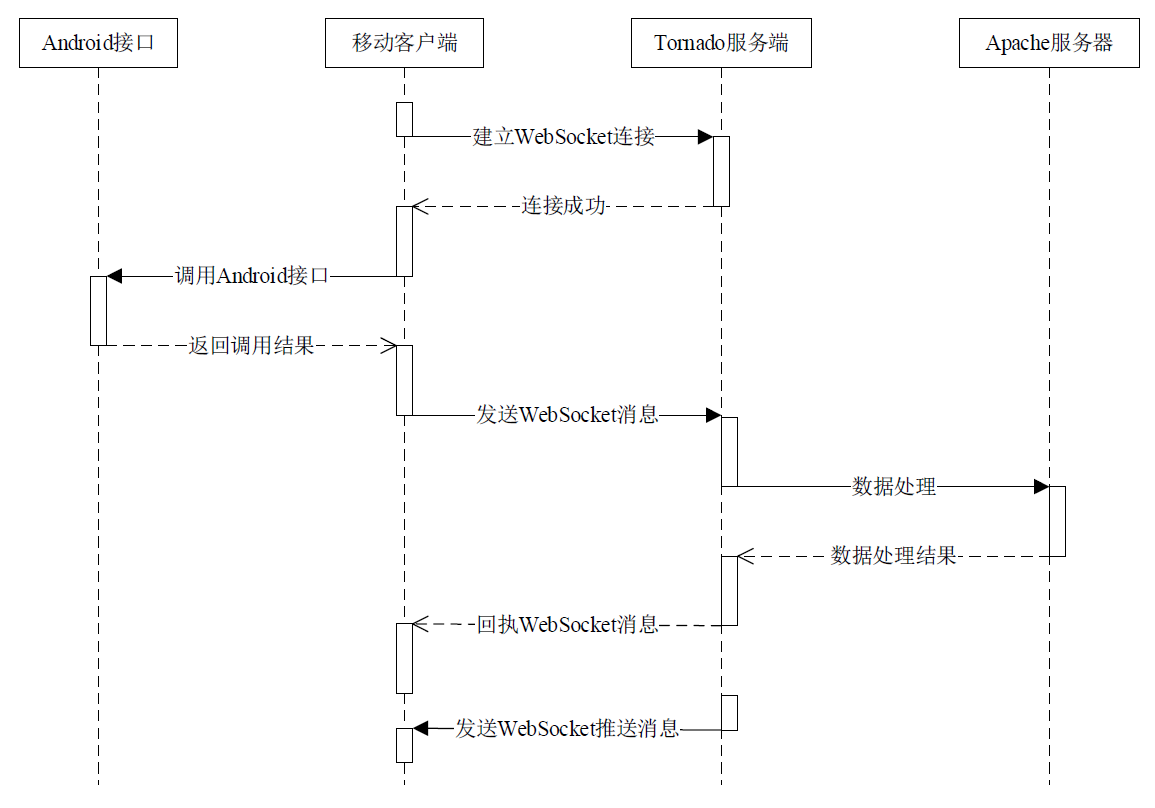 Android接口
移动客户端
Tornado服务端
Apache服务器
建立WebSocket连接
连接成功
调用Android接口
返回调用结果
发送WebSocket消息
数据处理
数据处理结果
回执WebSocket消息
发送WebSocket推送消息